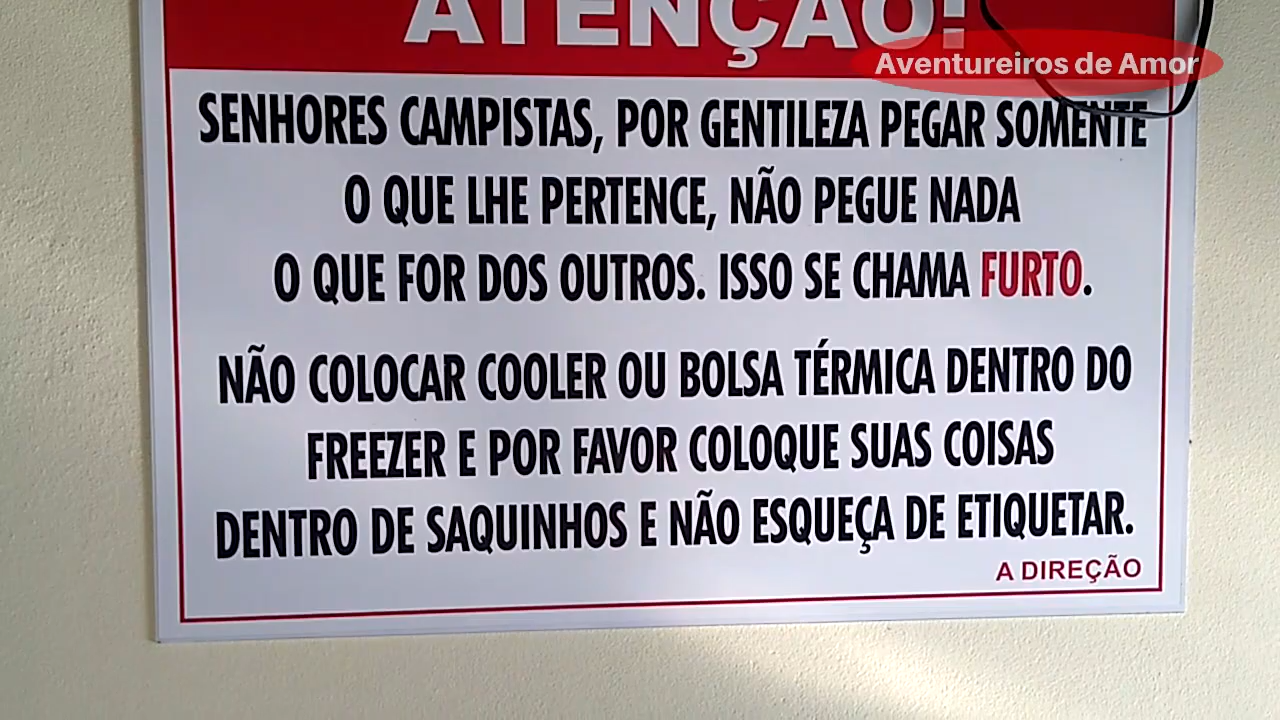 ATENÇÃO!
Aventureiros de Amor
SENHORES CAMPISTAS, POR GENTILEZA PEGAR SOMENTE
O QUE LHE PERTENCE, NÃO PEGUE NADA
O QUE FOR DOS OUTROS. ISSO SE CHAMA FURTO.
NÃO COLOCAR COOLER OU BOLSA TÉRMICA DENTRO DO
FREEZER E POR FAVOR COLOQUE SUAS COISAS
DENTRO DE SAQUINHOS E NÃO ESQUEÇA DE ETIQUETAR.
A DIREÇÃO